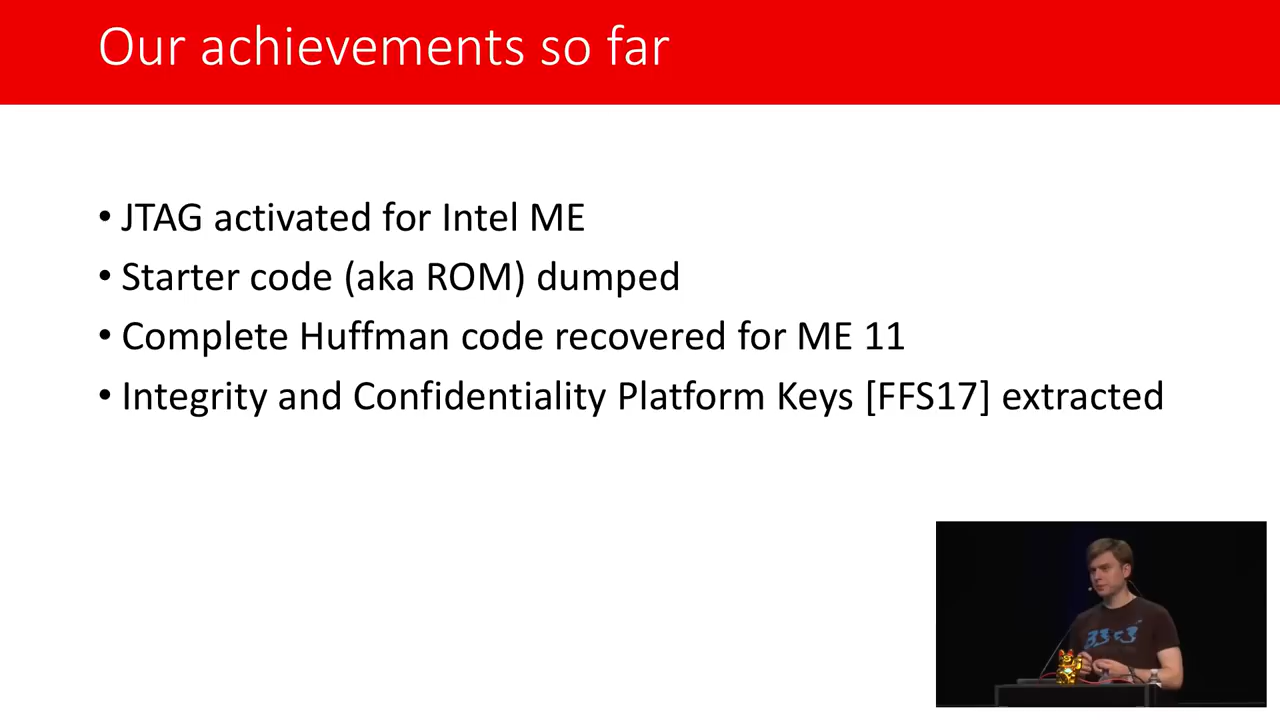 Our achievements so far
• JTAG activated for Intel ME
• Starter code (aka ROM) dumped
• Complete Huffman code recovered for ME 11
• Integrity and Confidentiality Platform Keys [FFS17] extracted
33c3